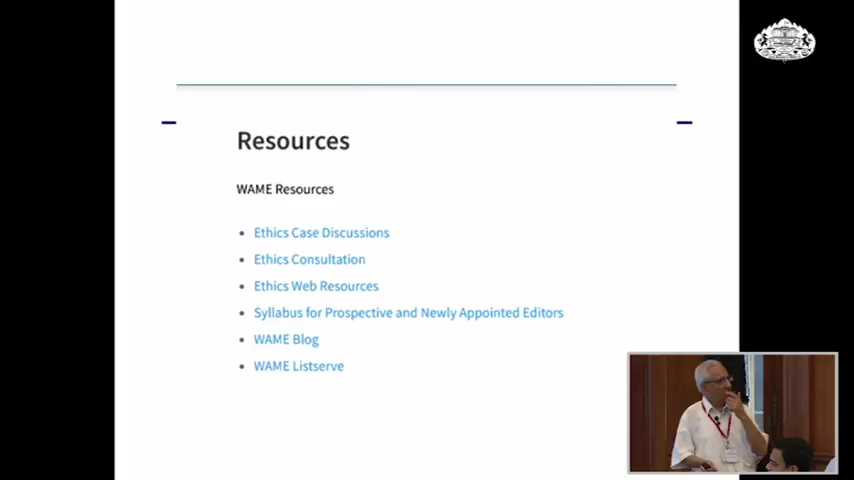 Resources
WAME Resources
Ethics Case Discussions
Ethics Consultation
Ethics Web Resources
Syllabus for Prospective and Newly Appointed Editors
WAME Blog
WAME Listserve